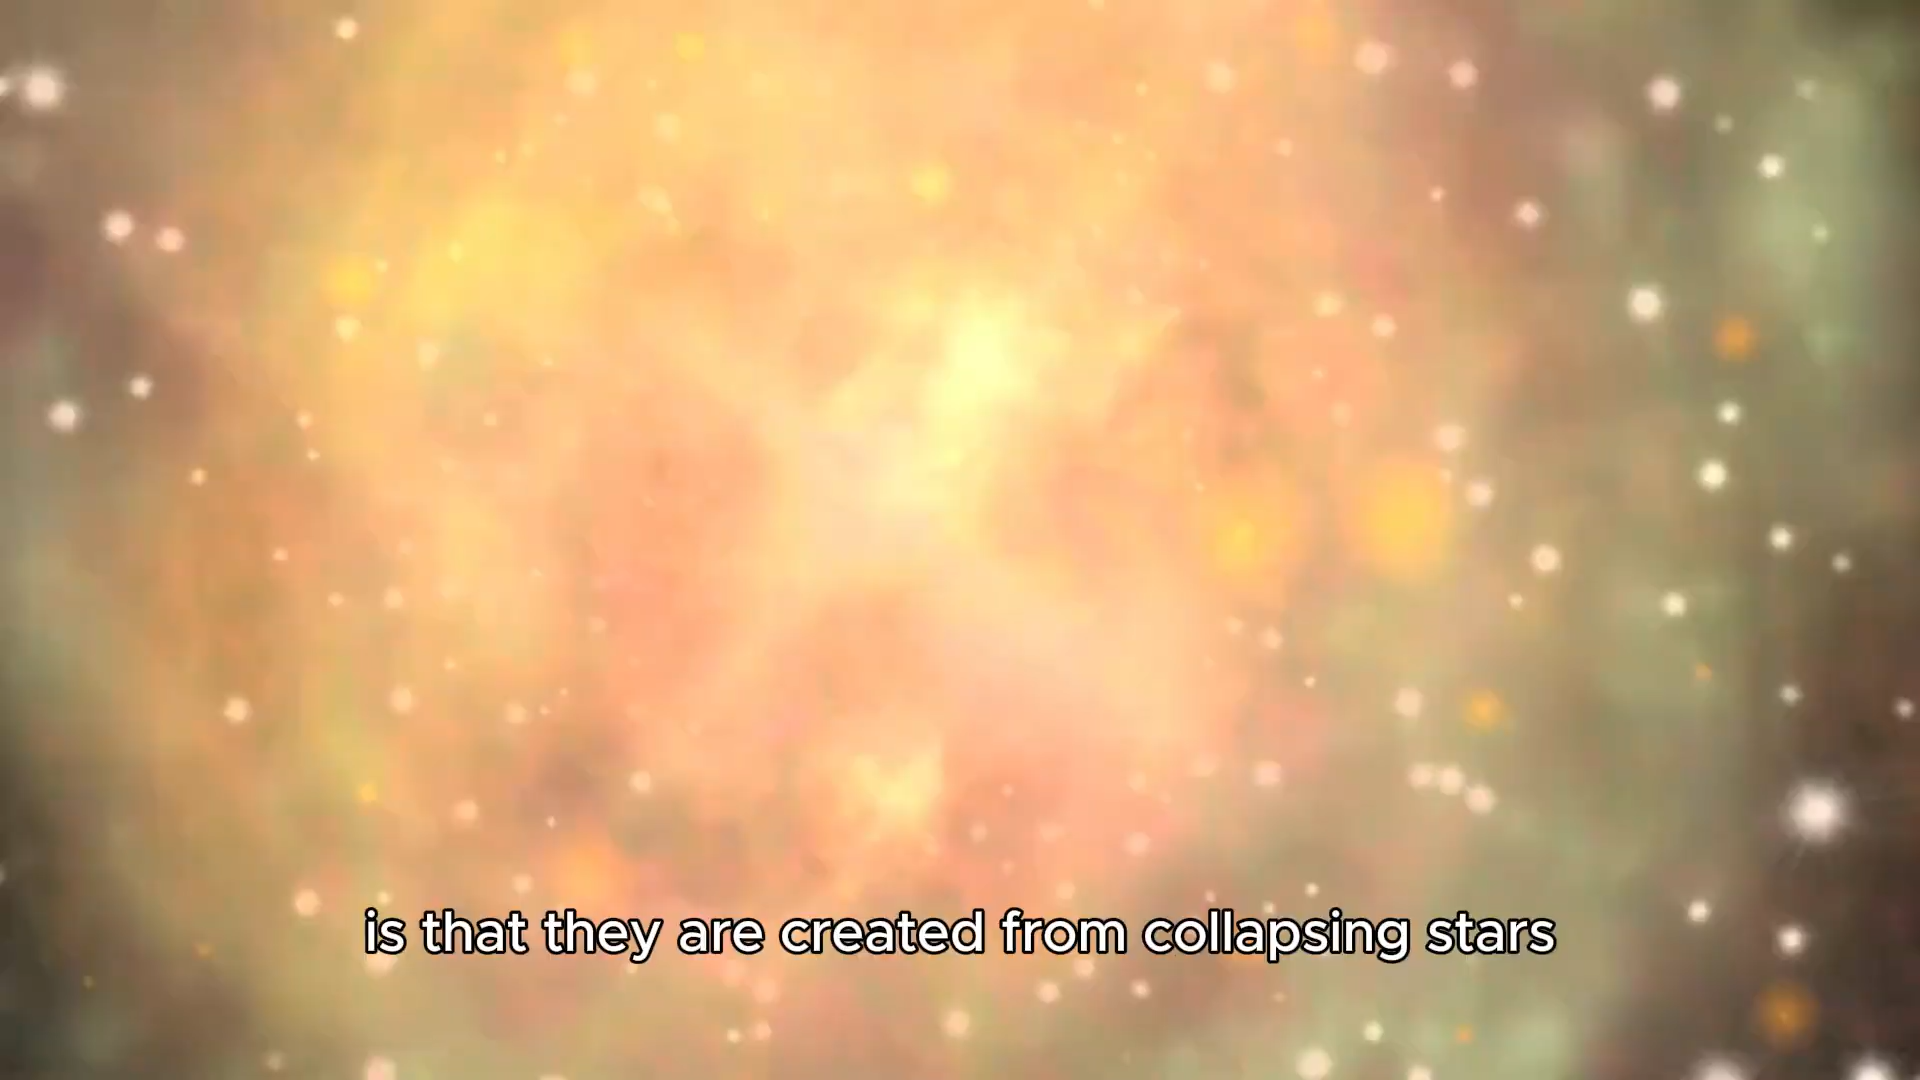 is that they are created from collapsing stars